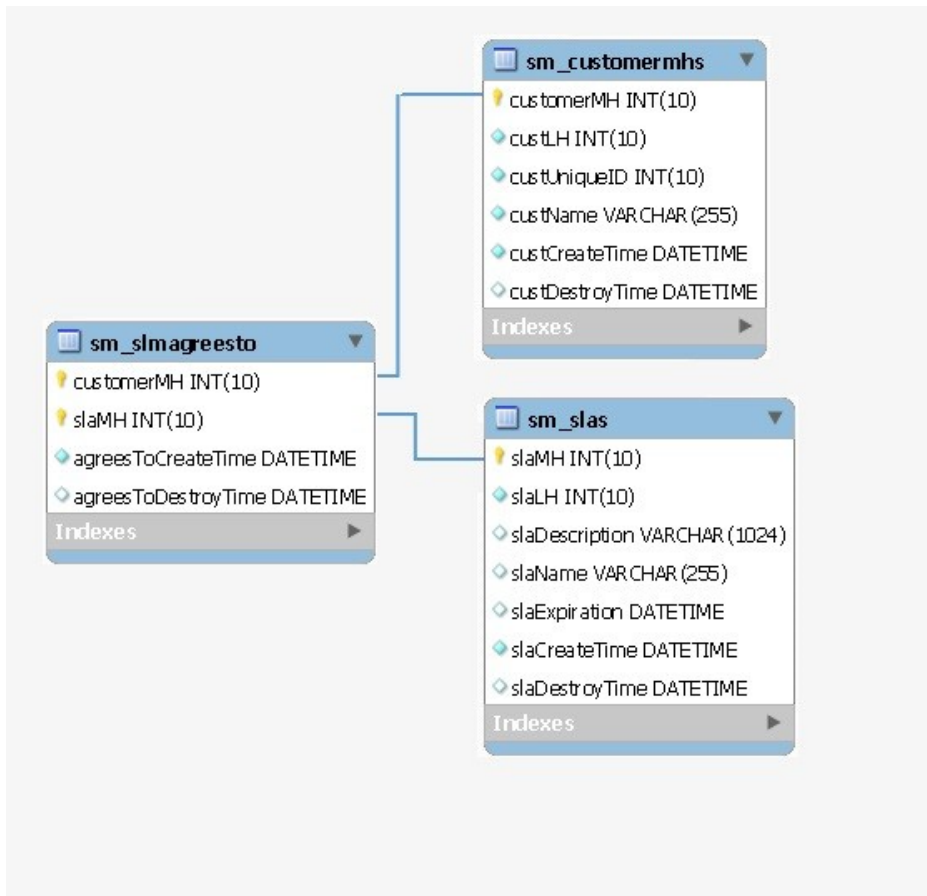 sm_customermhs
customerMH INT(10)
custLH INT(10)
custUniqueID INT(10)
custName VARCHAR(255)
custCreateTime DATETIME
custDestroyTime DATETIME
Indexes
sm_slmagreesto
customerMH INT(10)
slaMH INT(10)
agreesToCreateTime DATETIME
agreesToDestroyTime DATETIME
Indexes
sm_slas
slaMH INT(10)
slaLH INT(10)
slaDescription VARCHAR(1024)
slaName VARCHAR(255)
slaExpiration DATETIME
slaCreateTime DATETIME
slaDestroyTime DATETIME
Indexes